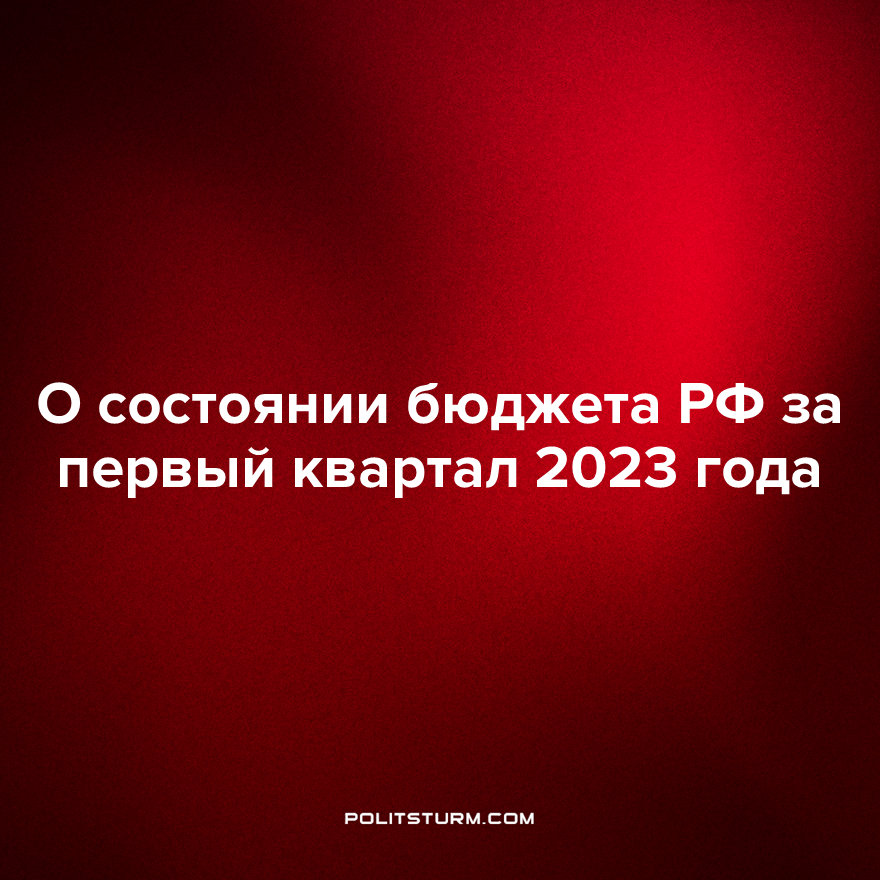 О состоянии бюджета РФ за
первый квартал 2023 года
POLITSTURM.COM